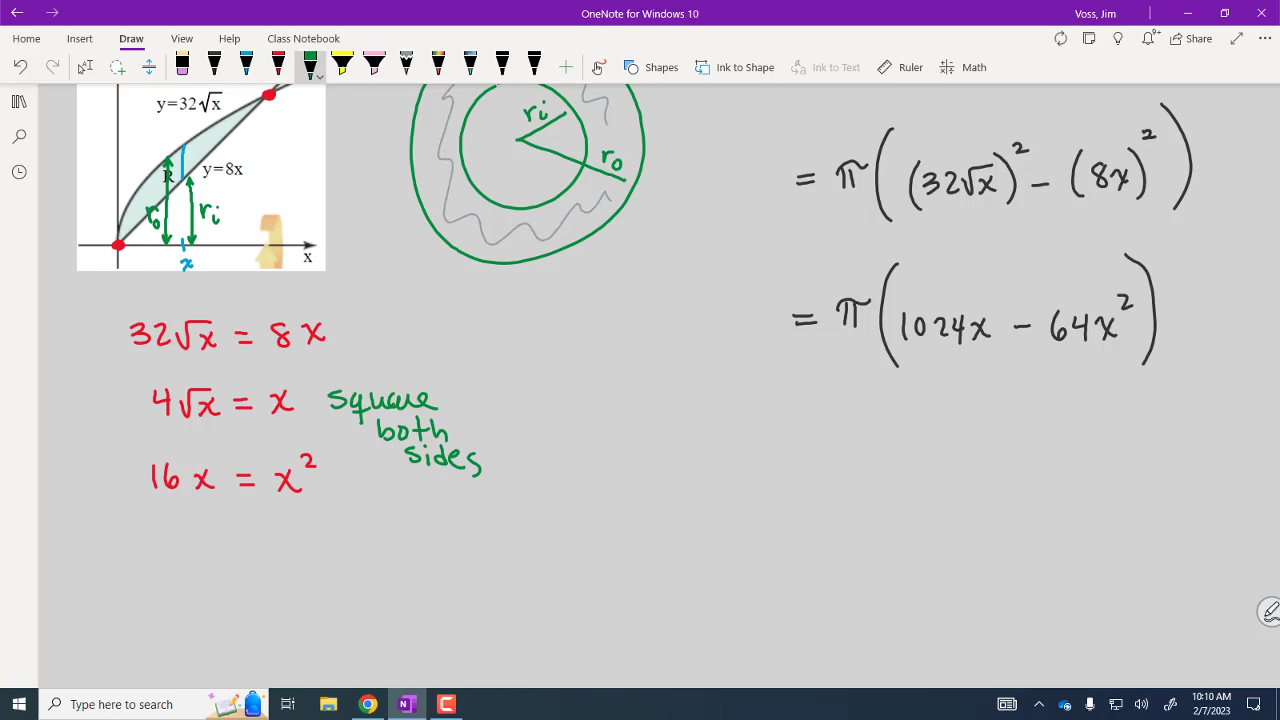 OneNote for Windows 10
Voss, Jim
Home Insert Draw View Help Class Notebook
Share
Shapes Ink to Shape Ink to Text Ruler Math
y=32√x
y=8x
R
r₀
rᵢ
x
x
rᵢ
r₀
32√x = 8x
4√x = x square
both
sides
16x = x²
= π((32√x)² − (8x)²)
= π(1024x − 64x²)
Type here to search
10:10 AM
2/7/2023